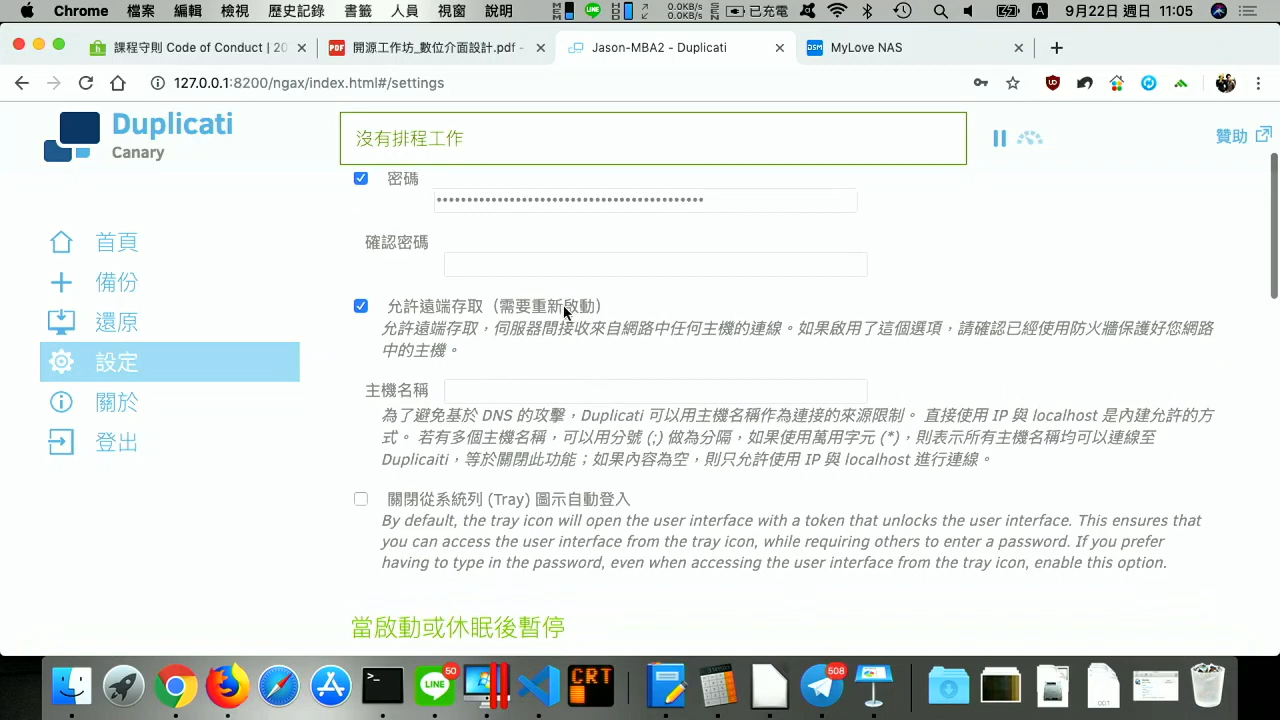 Chrome 檔案 編輯 檢視 歷史記錄 書籤 人員 視窗 說明 0.0KB/s 0.0KB/s 已充電 A 9月22日 週日 11:05
課程守則 Code of Conduct | 20 開源工作坊_數位介面設計.pdf - Jason-MBA2 - Duplicati MyLove NAS
127.0.0.1:8200/ngax/index.html#/settings
Duplicati
Canary
沒有排程工作
贊助
首頁
備份
還原
設定
關於
登出
密碼
確認密碼
允許遠端存取（需要重新啟動）
允許遠端存取，伺服器間接收來自網路中任何主機的連線。如果啟用了這個選項，請確認已經使用防火牆保護好您網路
中的主機。
主機名稱
為了避免基於 DNS 的攻擊，Duplicati 可以用主機名稱作為連接的來源限制。 直接使用 IP 與 localhost 是內建允許的方
式。 若有多個主機名稱，可以用分號 (;) 做為分隔，如果使用萬用字元 (*)，則表示所有主機名稱均可以連線至
Duplicaiti，等於關閉此功能；如果內容為空，則只允許使用 IP 與 localhost 進行連線。
關閉從系統列 (Tray) 圖示自動登入
By default, the tray icon will open the user interface with a token that unlocks the user interface. This ensures that
you can access the user interface from the tray icon, while requiring others to enter a password. If you prefer
having to type in the password, even when accessing the user interface from the tray icon, enable this option.
當啟動或休眠後暫停
LINE 50 CRT 508